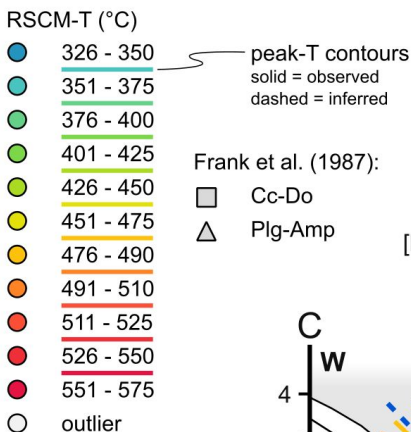 RSCM-T (°C)
326 - 350
351 - 375
376 - 400
401 - 425
426 - 450
451 - 475
476 - 490
491 - 510
511 - 525
526 - 550
551 - 575
outlier
peak-T contours
solid = observed
dashed = inferred
Frank et al. (1987):
Cc-Do
Plg-Amp
[
C
W
4